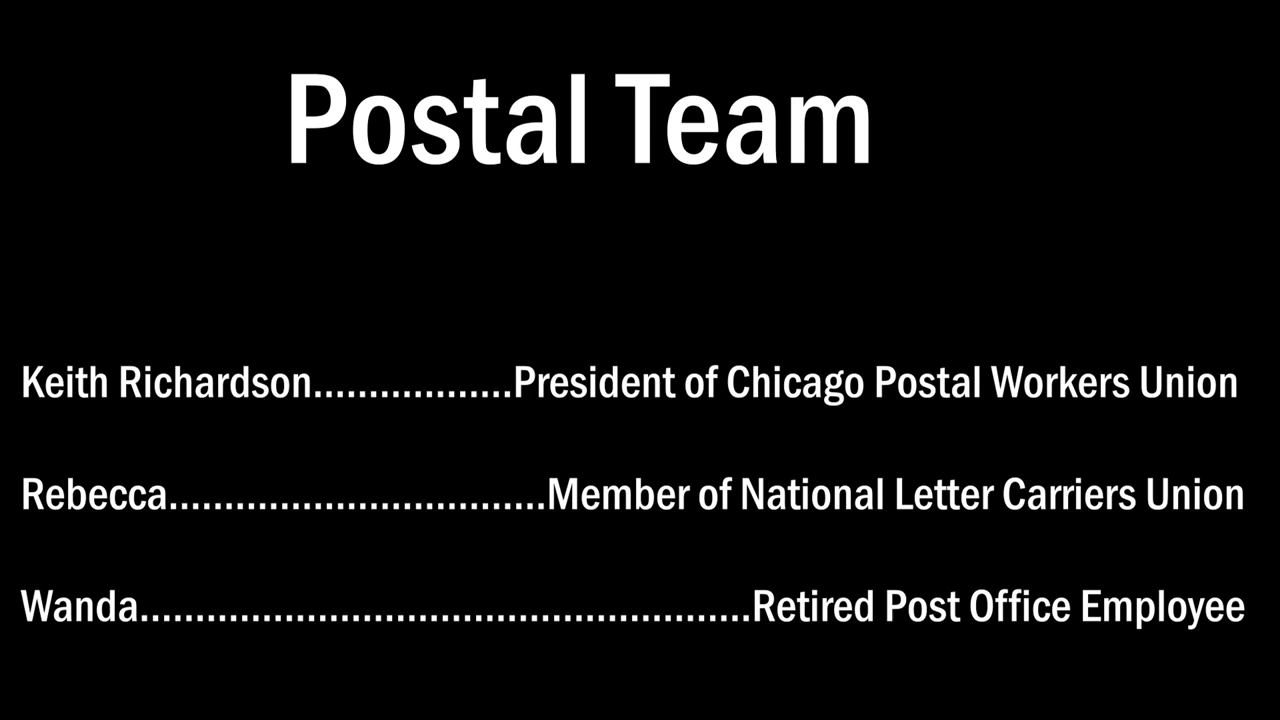 Postal Team
Keith Richardson..................President of Chicago Postal Workers Union
Rebecca..................................Member of National Letter Carriers Union
Wanda.......................................................Retired Post Office Employee